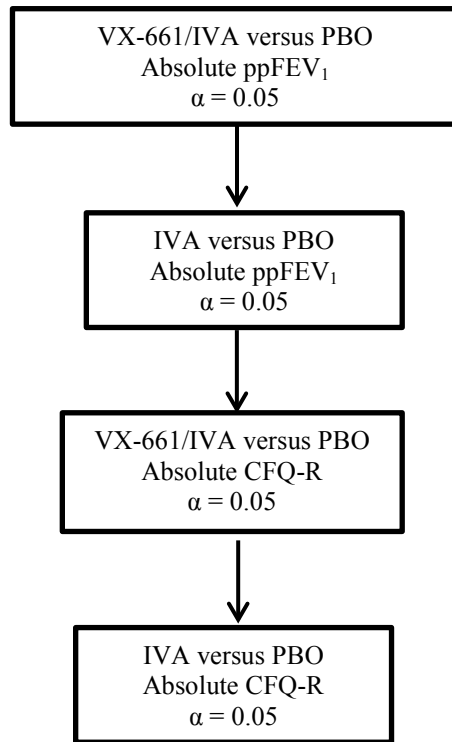 VX-661/IVA versus PBO
Absolute ppFEV₁
α = 0.05
IVA versus PBO
Absolute ppFEV₁
α = 0.05
VX-661/IVA versus PBO
Absolute CFQ-R
α = 0.05
IVA versus PBO
Absolute CFQ-R
α = 0.05